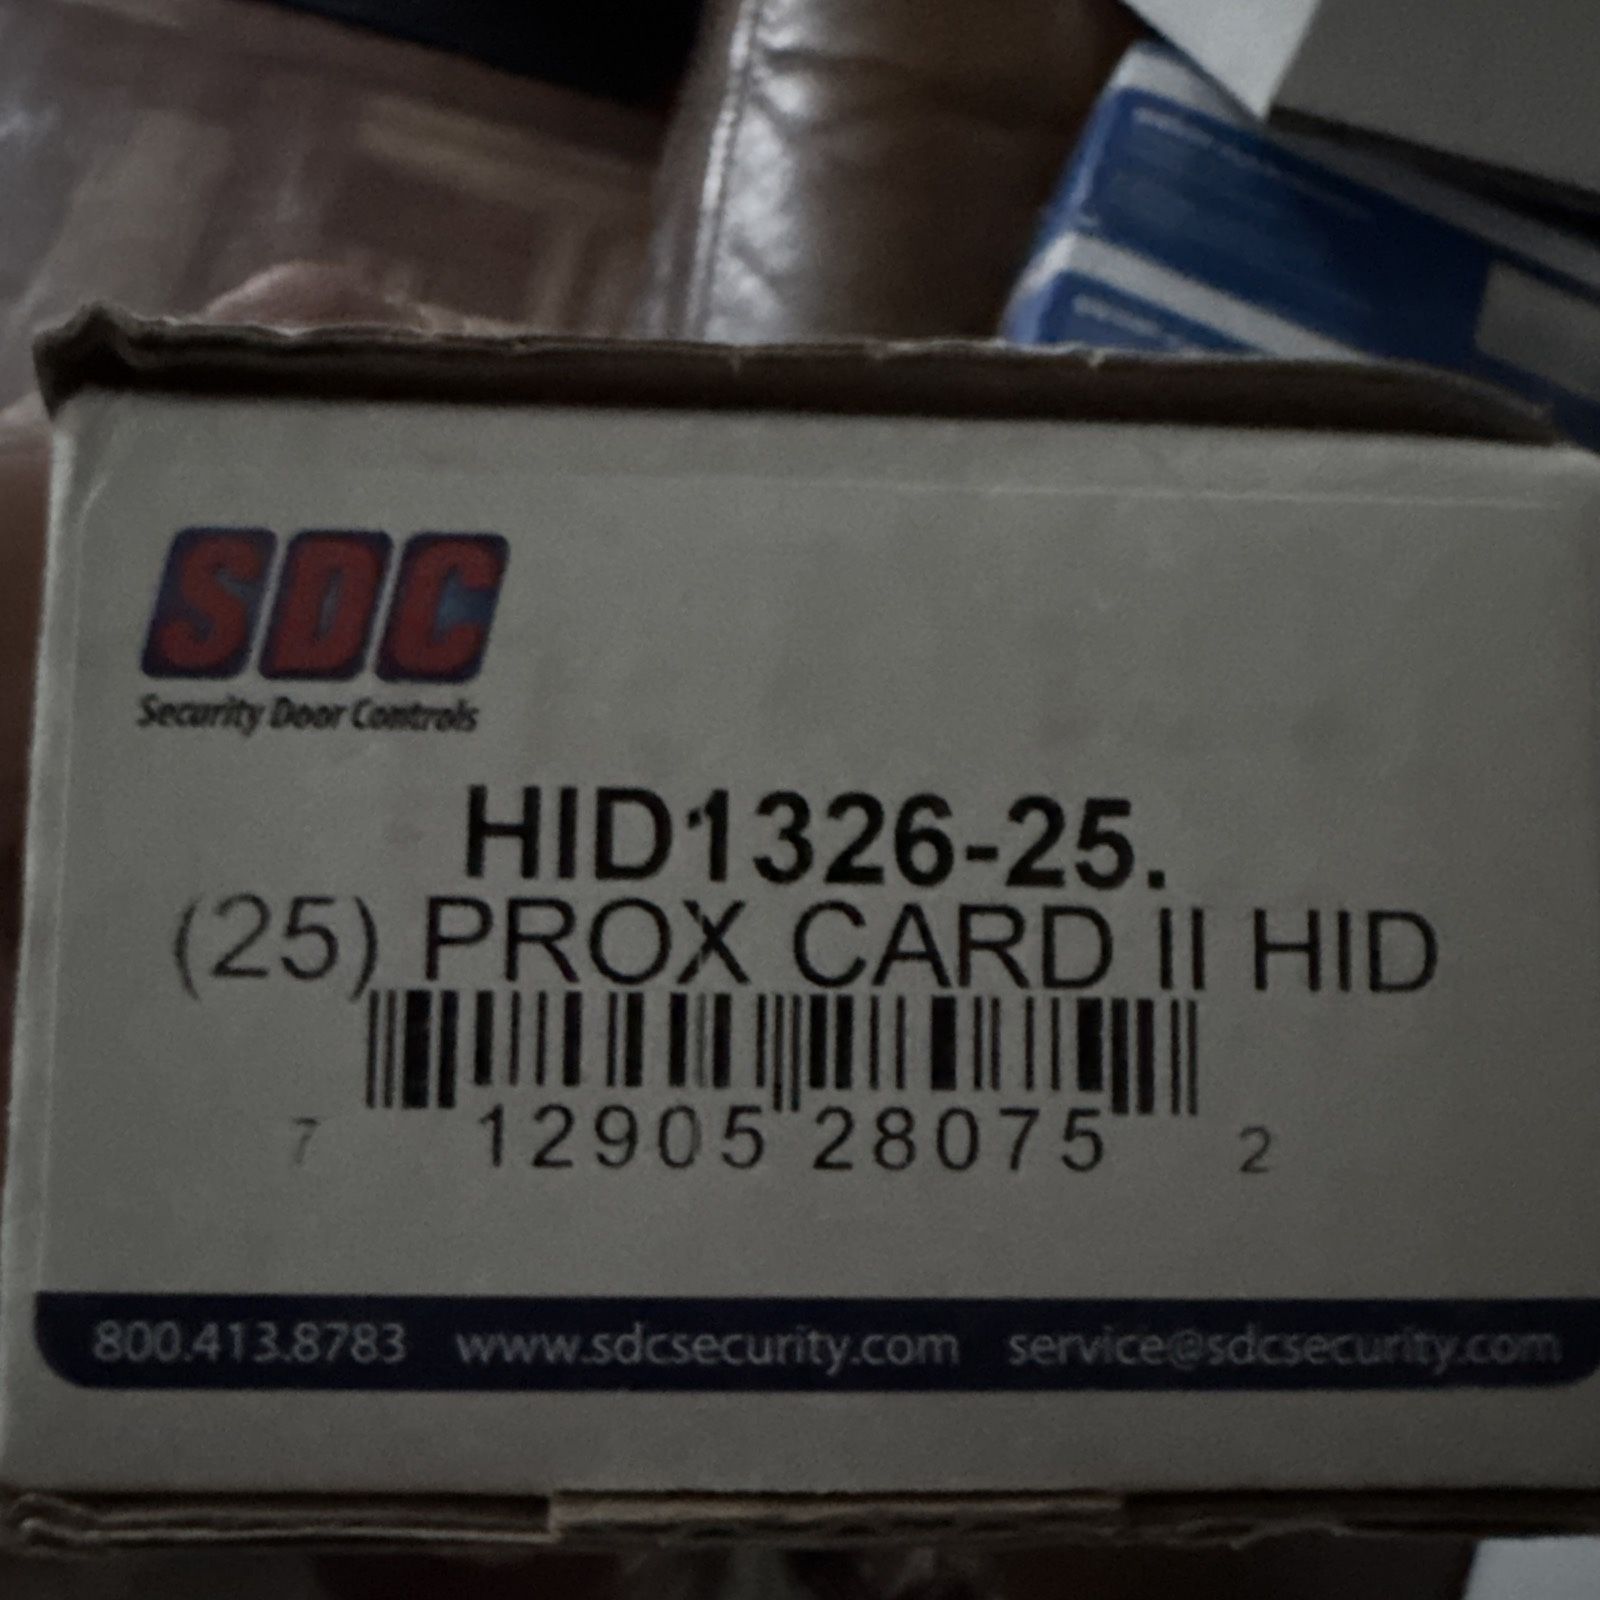 SDC
Security Door Controls
HID1326-25.
(25) PROX CARD II HID
7 12905 28075 2
800.413.8783 www.sdcsecurity.com service@sdcsecurity.com